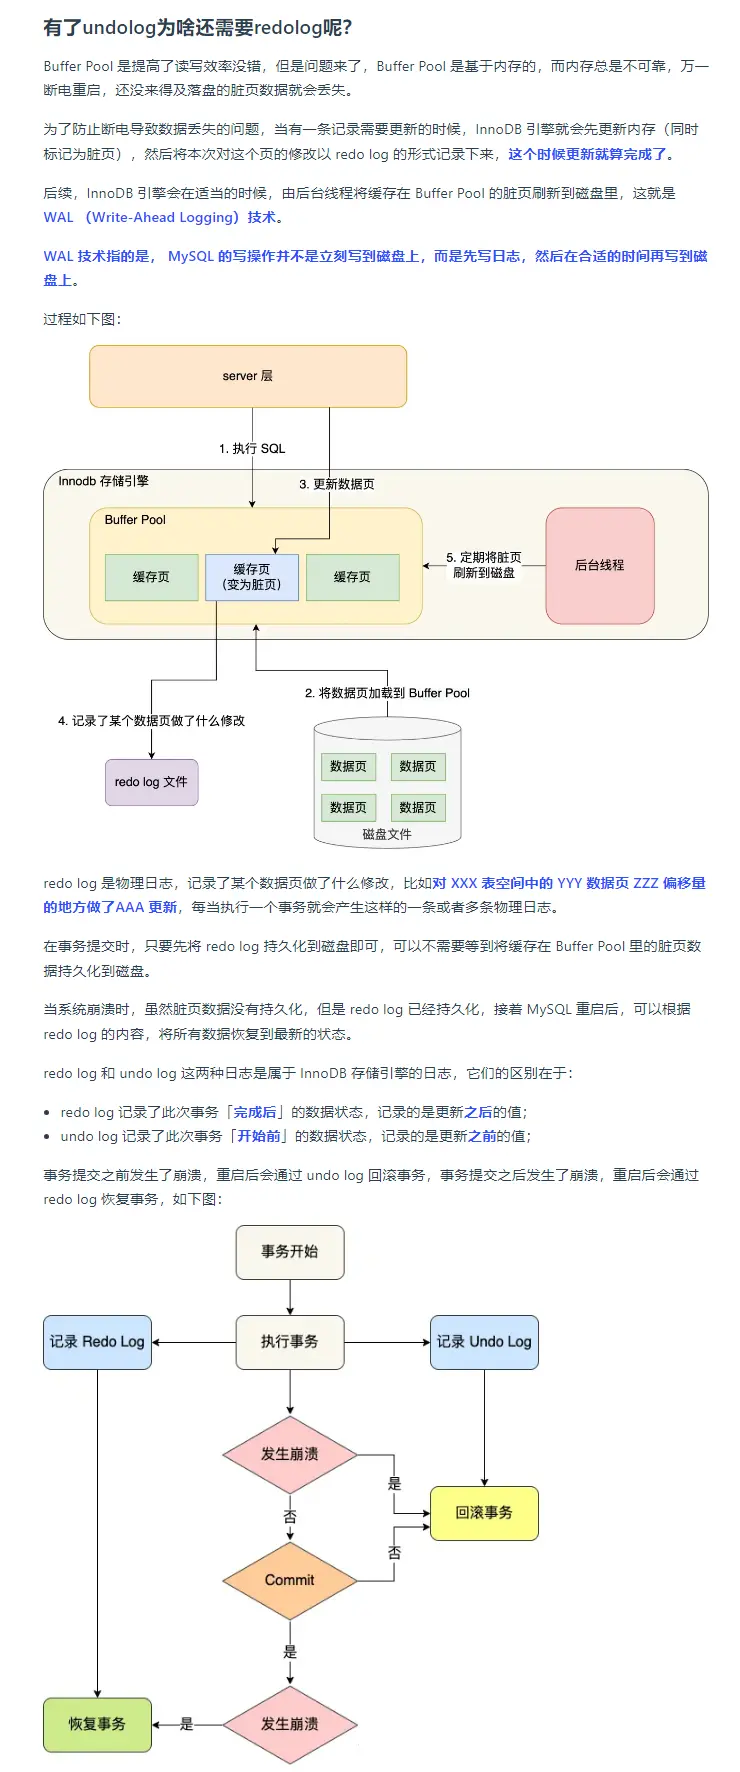 有了undolog为啥还需要redolog呢？
Buffer Pool 是提高了读写效率没错，但是问题来了，Buffer Pool 是基于内存的，而内存总是不可靠，万一
断电重启，还没来得及落盘的脏页数据就会丢失。
为了防止断电导致数据丢失的问题，当有一条记录需要更新的时候，InnoDB 引擎就会先更新内存（同时
标记为脏页），然后将本次对这个页的修改以 redo log 的形式记录下来，这个时候更新就算完成了。
后续，InnoDB 引擎会在适当的时候，由后台线程将缓存在 Buffer Pool 的脏页刷新到磁盘里，这就是
WAL （Write-Ahead Logging）技术。
WAL 技术指的是， MySQL 的写操作并不是立刻写到磁盘上，而是先写日志，然后在合适的时间再写到磁
盘上。
过程如下图：
server 层
1. 执行 SQL
3. 更新数据页
Innodb 存储引擎
Buffer Pool
缓存页
缓存页
（变为脏页）
缓存页
5. 定期将脏页
刷新到磁盘
后台线程
2. 将数据页加载到 Buffer Pool
4. 记录了某个数据页做了什么修改
redo log 文件
数据页
数据页
数据页
数据页
磁盘文件
redo log 是物理日志，记录了某个数据页做了什么修改，比如对 XXX 表空间中的 YYY 数据页 ZZZ 偏移量
的地方做了AAA 更新，每当执行一个事务就会产生这样的一条或者多条物理日志。
在事务提交时，只要先将 redo log 持久化到磁盘即可，可以不需要等到将缓存在 Buffer Pool 里的脏页数
据持久化到磁盘。
当系统崩溃时，虽然脏页数据没有持久化，但是 redo log 已经持久化，接着 MySQL 重启后，可以根据
redo log 的内容，将所有数据恢复到最新的状态。
redo log 和 undo log 这两种日志是属于 InnoDB 存储引擎的日志，它们的区别在于：
• redo log 记录了此次事务「完成后」的数据状态，记录的是更新之后的值；
• undo log 记录了此次事务「开始前」的数据状态，记录的是更新之前的值；
事务提交之前发生了崩溃，重启后会通过 undo log 回滚事务，事务提交之后发生了崩溃，重启后会通过
redo log 恢复事务，如下图：
事务开始
记录 Redo Log
执行事务
记录 Undo Log
发生崩溃
是
回滚事务
否
否
Commit
是
恢复事务
是
发生崩溃